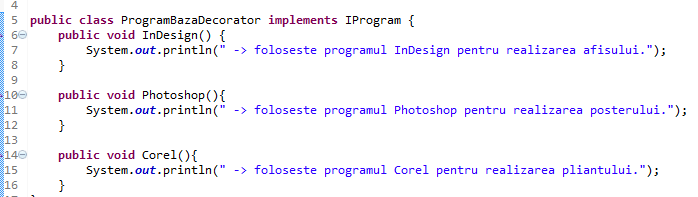 4
5 public class ProgramBazaDecorator implements IProgram {
6 public void InDesign() {
7 System.out.println(" -> foloseste programul InDesign pentru realizarea afisului.");
8 }
9
10 public void Photoshop(){
11 System.out.println(" -> foloseste programul Photoshop pentru realizarea posterului.");
12 }
13
14 public void Corel(){
15 System.out.println(" -> foloseste programul Corel pentru realizarea pliantului.");
16 }